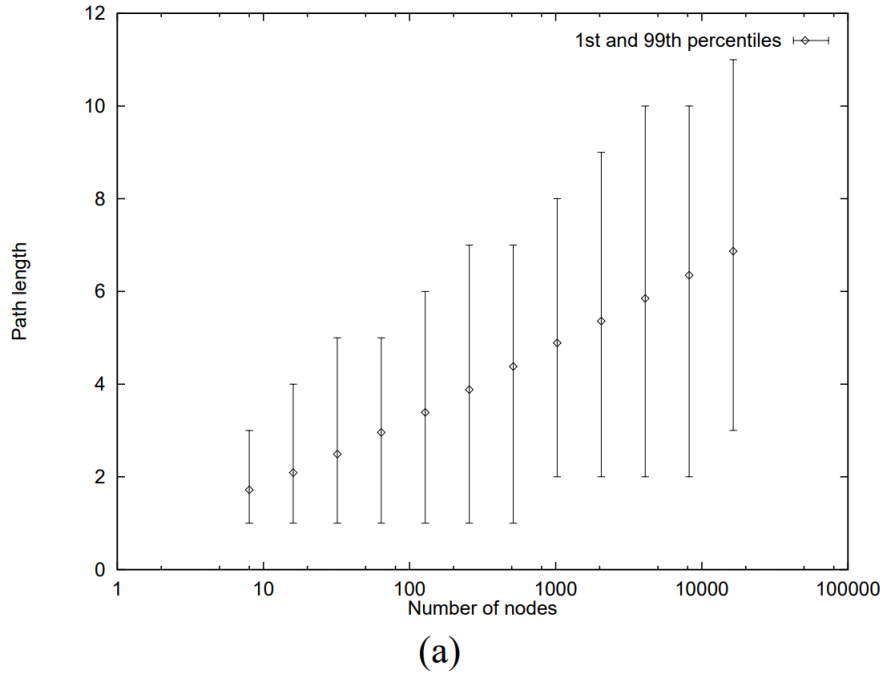 12
1st and 99th percentiles
10
8
Path length
6
4
2
0
1 10 100 1000 10000 100000
Number of nodes
(a)